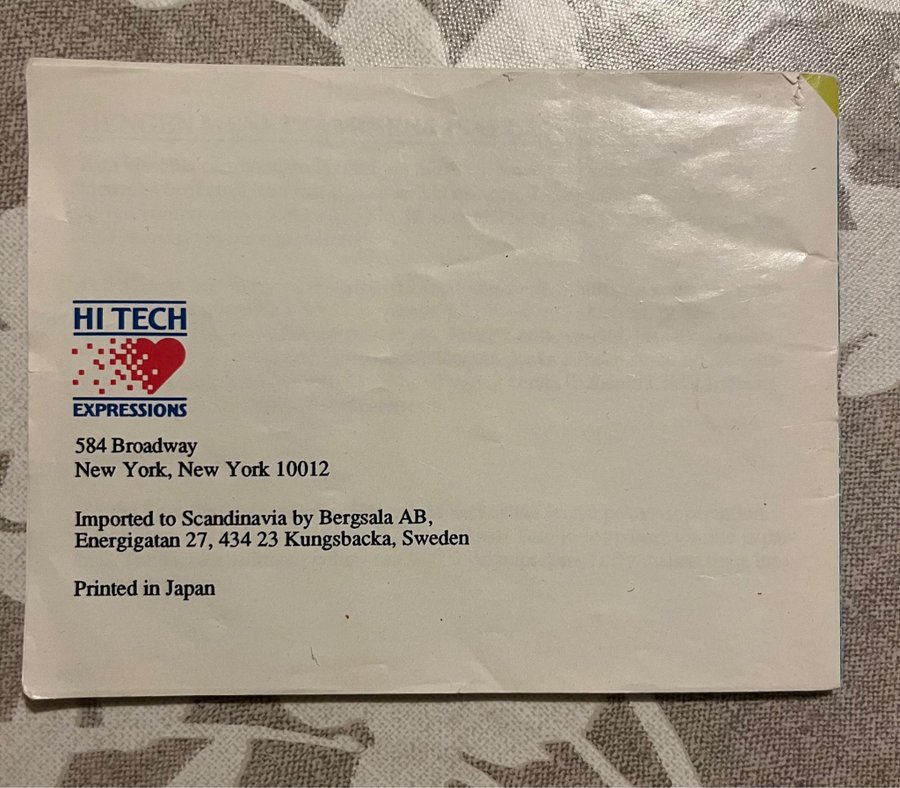 HI TECH
EXPRESSIONS
584 Broadway
New York, New York 10012
Imported to Scandinavia by Bergsala AB,
Energigatan 27, 434 23 Kungsbacka, Sweden
Printed in Japan